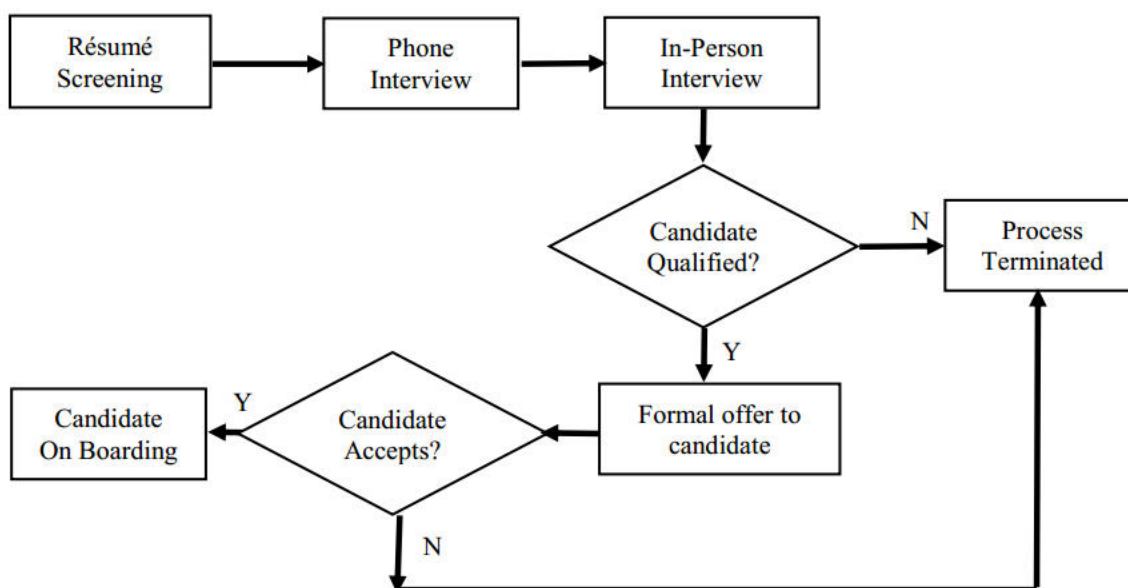 Résumé
Screening
Phone
Interview
In-Person
Interview
Candidate
Qualified?
N
Process
Terminated
Y
Formal offer to
candidate
Candidate
Accepts?
Y
Candidate
On Boarding
N